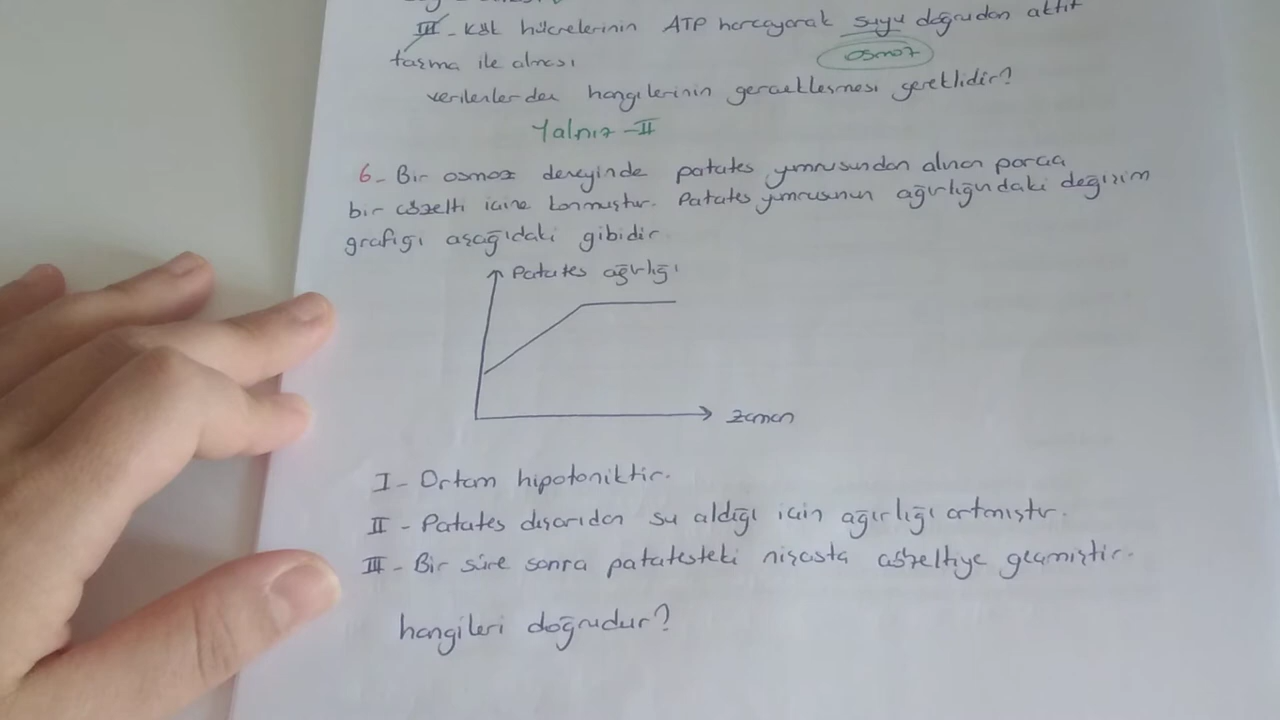 III - Kök hücrelerinin ATP harcayarak suyu doğrudan aktif
taşıma ile alması
osmoz
verilenlerden hangilerinin gerçekleşmesi gereklidir?
Yalnız - II
6 - Bir osmoz deneyinde patates yumrusundan alınan parça
bir çözelti içine konmuştur. Patates yumrusunun ağırlığındaki değişim
grafiği aşağıdaki gibidir.
Patates ağırlığı
zaman
I - Ortam hipotoniktir.
II - Patates dışarıdan su aldığı için ağırlığı artmıştır.
III - Bir süre sonra patatesteki nişasta çözeltiye geçmiştir.
hangileri doğrudur?